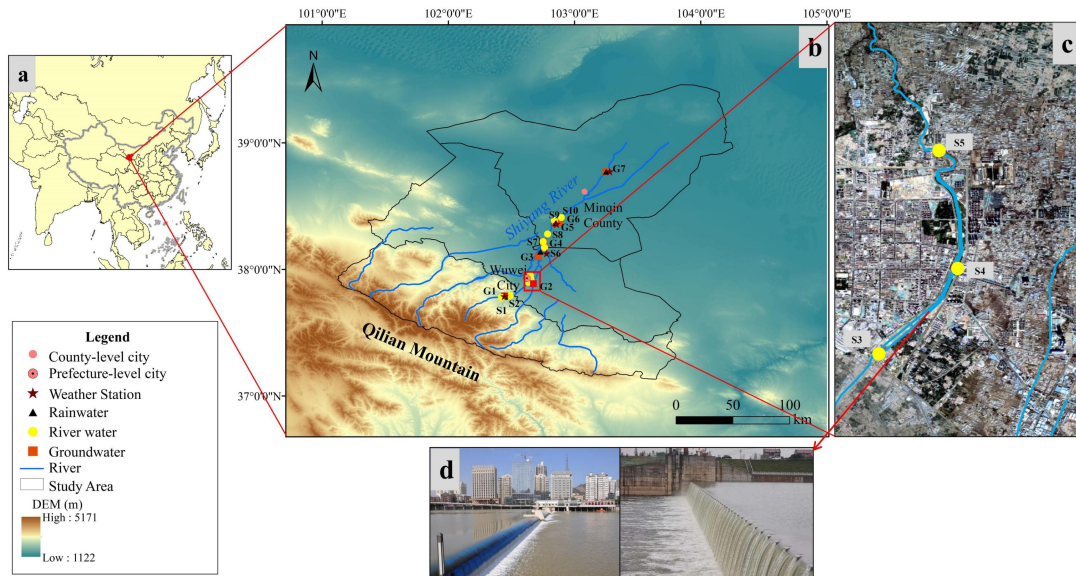 101°0'0"E
102°0'0"E
103°0'0"E
104°0'0"E
105°0'0"E
a
b
c
N
39°0'0"N
38°0'0"N
37°0'0"N
G7
Shiyang River
Minqin
County
S10
S9
G6
G5
S8
S7
G4
S6
G3
Wuwei
City
G2
G1
S2
S1
Qilian Mountain
0
50
100
km
S5
S4
S3
Legend
County-level city
Prefecture-level city
Weather Station
Rainwater
River water
Groundwater
River
Study Area
DEM (m)
High : 5171
Low : 1122
d